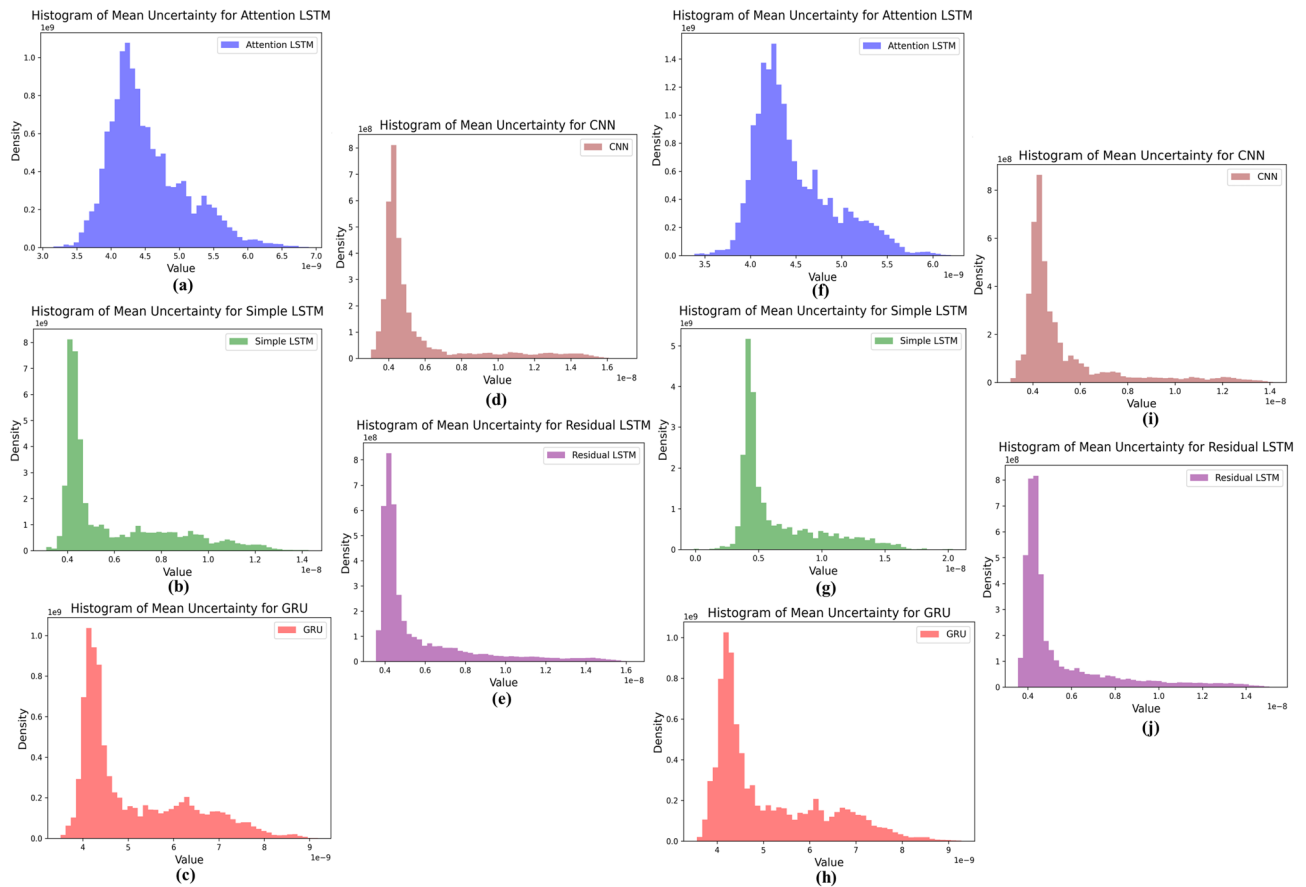 Histogram of Mean Uncertainty for Attention LSTM
1e9
Attention LSTM
Density
1.0
0.8
0.6
0.4
0.2
0.0
3.0 3.5 4.0 4.5 5.0 5.5 6.0 6.5 7.0
Value
1e−9
(a)
Histogram of Mean Uncertainty for Simple LSTM
1e9
Simple LSTM
Density
8
7
6
5
4
3
2
1
0
0.4 0.6 0.8 1.0 1.2 1.4
Value
1e−8
(b)
Histogram of Mean Uncertainty for GRU
1e9
GRU
Density
1.0
0.8
0.6
0.4
0.2
0.0
4 5 6 7 8 9
Value
1e−9
(c)
Histogram of Mean Uncertainty for CNN
1e8
CNN
Density
8
7
6
5
4
3
2
1
0
0.4 0.6 0.8 1.0 1.2 1.4 1.6
Value
1e−8
(d)
Histogram of Mean Uncertainty for Residual LSTM
1e8
Residual LSTM
Density
8
7
6
5
4
3
2
1
0
0.4 0.6 0.8 1.0 1.2 1.4 1.6
Value
1e−8
(e)
Histogram of Mean Uncertainty for Attention LSTM
1e9
Attention LSTM
Density
1.4
1.2
1.0
0.8
0.6
0.4
0.2
0.0
3.5 4.0 4.5 5.0 5.5 6.0
Value
1e−9
(f)
Histogram of Mean Uncertainty for Simple LSTM
1e9
Simple LSTM
Density
5
4
3
2
1
0
0.0 0.5 1.0 1.5 2.0
Value
1e−8
(g)
Histogram of Mean Uncertainty for GRU
1e9
GRU
Density
1.0
0.8
0.6
0.4
0.2
0.0
4 5 6 7 8 9
Value
1e−9
(h)
Histogram of Mean Uncertainty for CNN
1e8
CNN
Density
8
6
4
2
0
0.4 0.6 0.8 1.0 1.2 1.4
Value
1e−8
(i)
Histogram of Mean Uncertainty for Residual LSTM
1e8
Residual LSTM
Density
8
7
6
5
4
3
2
1
0
0.4 0.6 0.8 1.0 1.2 1.4
Value
1e−8
(j)